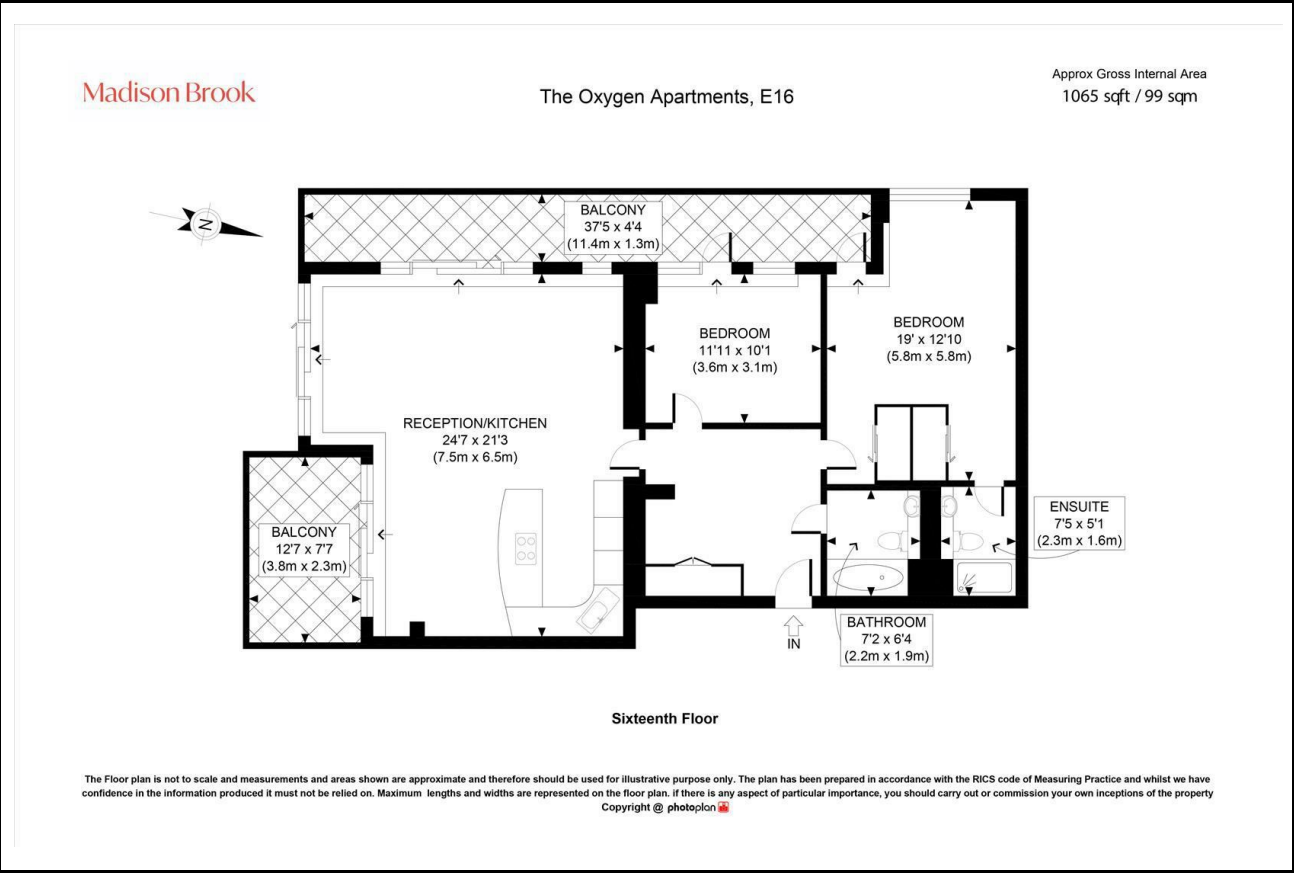 Madison Brook
The Oxygen Apartments, E16
Approx Gross Internal Area
1065 sqft / 99 sqm
N
BALCONY
37'5 x 4'4
(11.4m x 1.3m)
BEDROOM
11'11 x 10'1
(3.6m x 3.1m)
BEDROOM
19' x 12'10
(5.8m x 5.8m)
RECEPTION/KITCHEN
24'7 x 21'3
(7.5m x 6.5m)
BALCONY
12'7 x 7'7
(3.8m x 2.3m)
ENSUITE
7'5 x 5'1
(2.3m x 1.6m)
BATHROOM
7'2 x 6'4
(2.2m x 1.9m)
IN
Sixteenth Floor
The Floor plan is not to scale and measurements and areas shown are approximate and therefore should be used for illustrative purpose only. The plan has been prepared in accordance with the RICS code of Measuring Practice and whilst we have
confidence in the information produced it must not be relied on. Maximum lengths and widths are represented on the floor plan. if there is any aspect of particular importance, you should carry out or commission your own inceptions of the property
Copyright @ photoplan